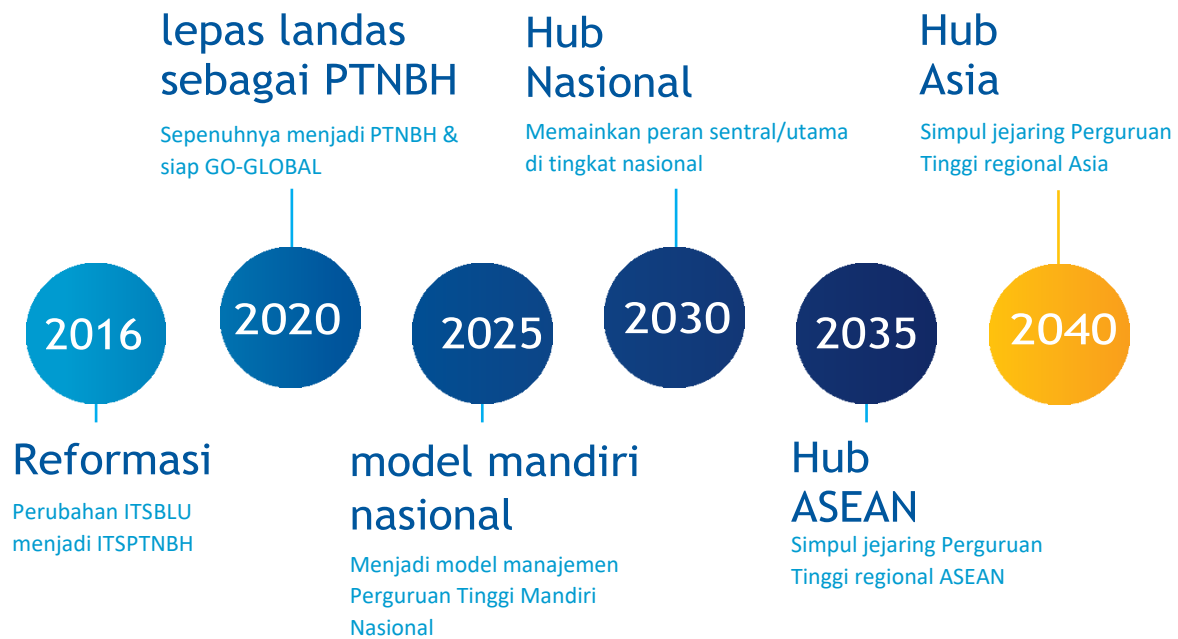 lepas landas
sebagai PTNBH
Sepenuhnya menjadi PTNBH &
siap GO-GLOBAL
Hub
Nasional
Memainkan peran sentral/utama
di tingkat nasional
Hub
Asia
Simpul jejaring Perguruan
Tinggi regional Asia
2016
2020
2025
2030
2035
2040
Reformasi
Perubahan ITSBLU
menjadi ITSPTNBH
model mandiri
nasional
Menjadi model manajemen
Perguruan Tinggi Mandiri
Nasional
Hub
ASEAN
Simpul jejaring Perguruan
Tinggi regional ASEAN